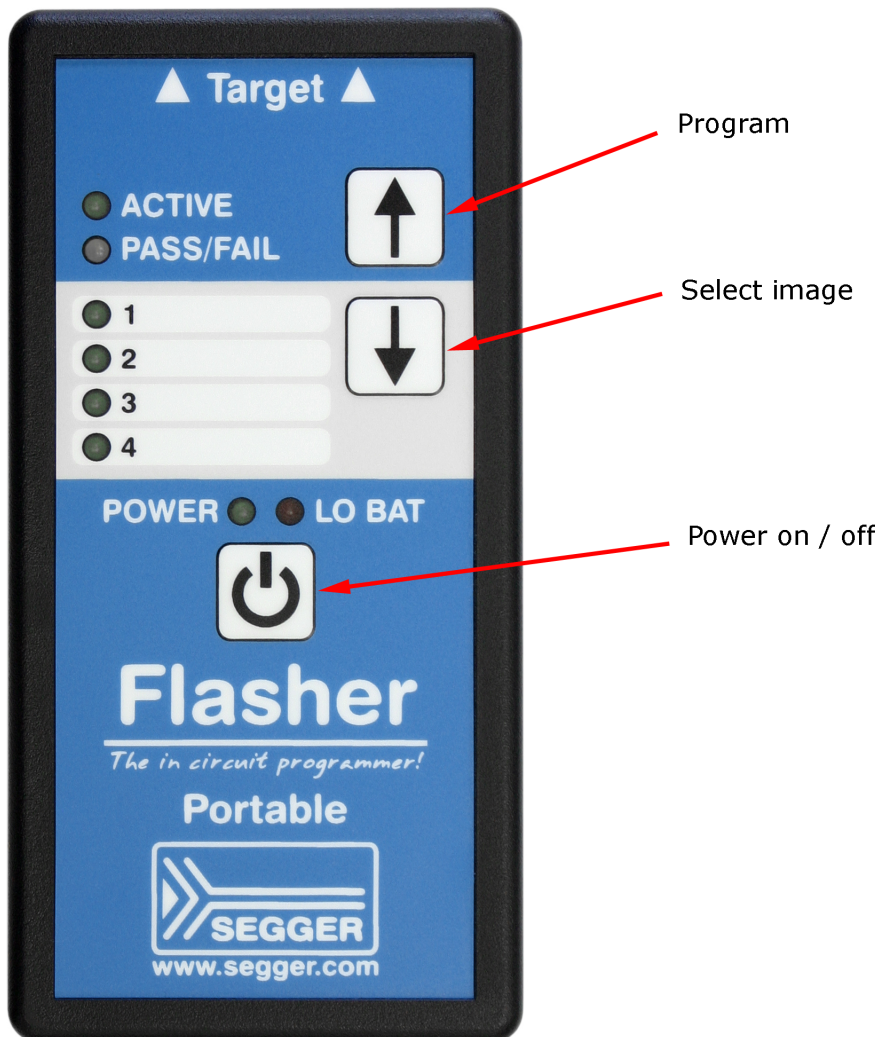 Target
Program
ACTIVE
PASS/FAIL
Select image
1
2
3
4
POWER LO BAT
Power on / off
Flasher
The in circuit programmer!
Portable
SEGGER
www.segger.com